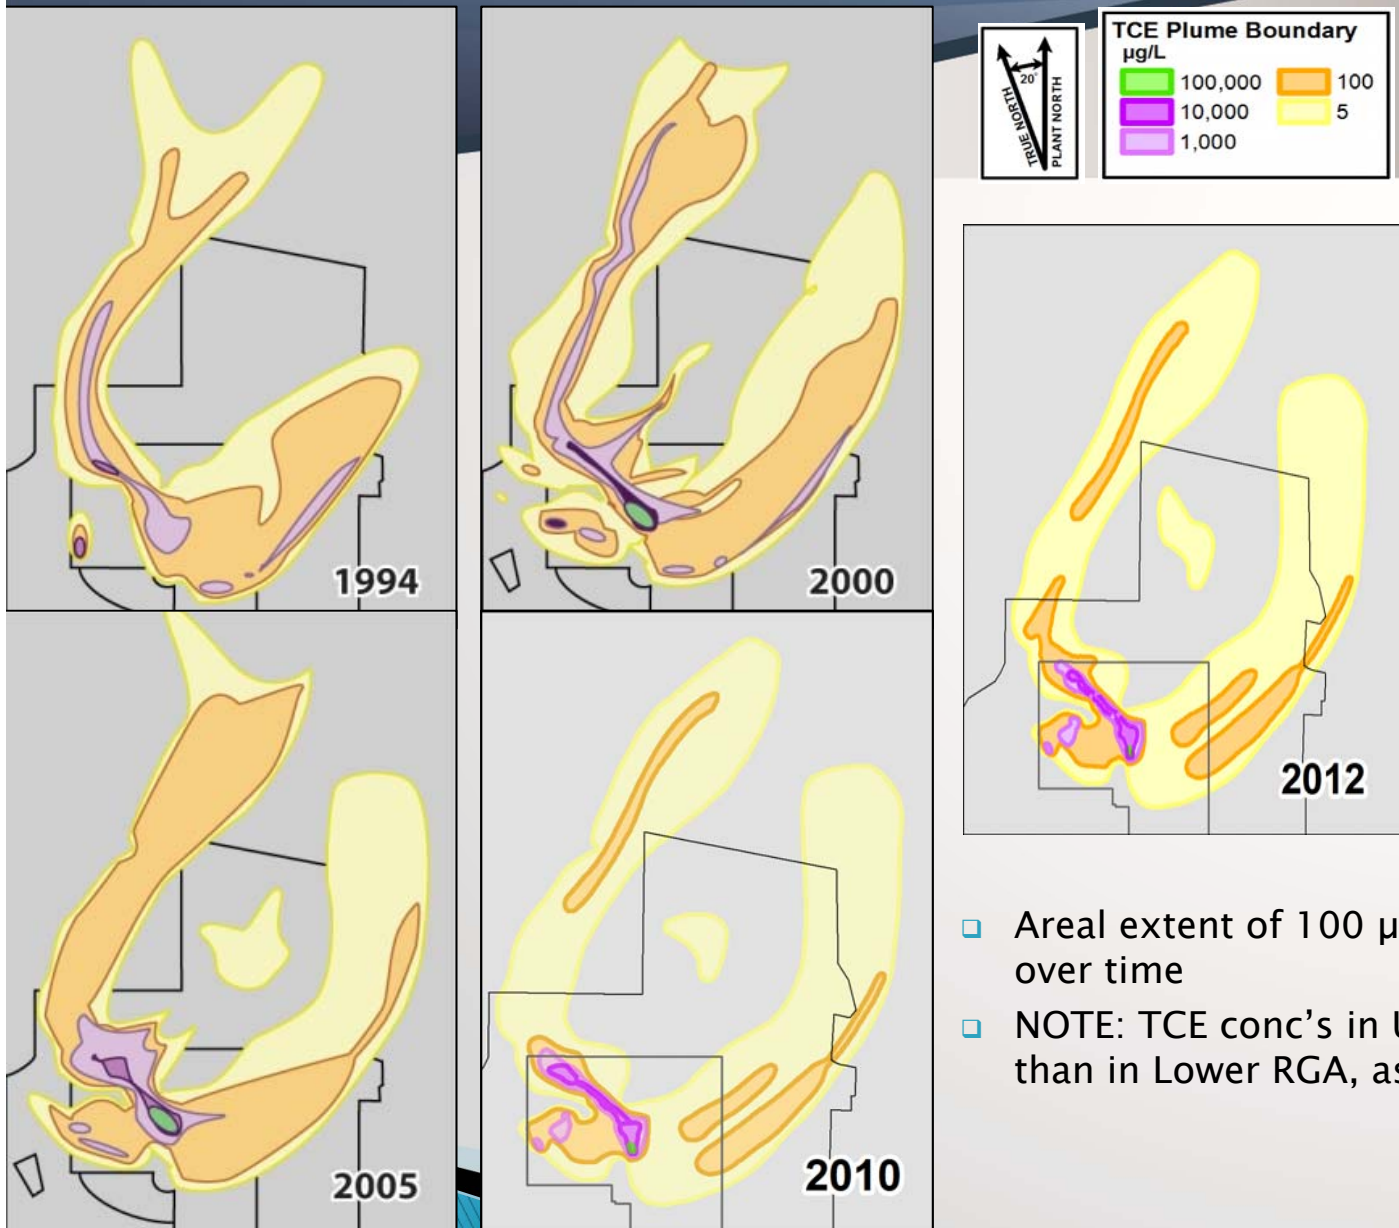 TCE Plume Boundary
µg/L
100,000
100
10,000
5
1,000
20°
TRUE NORTH
PLANT NORTH
1994
2000
2012
2005
2010
Areal extent of 100 µ
over time
NOTE: TCE conc's in U
than in Lower RGA, as